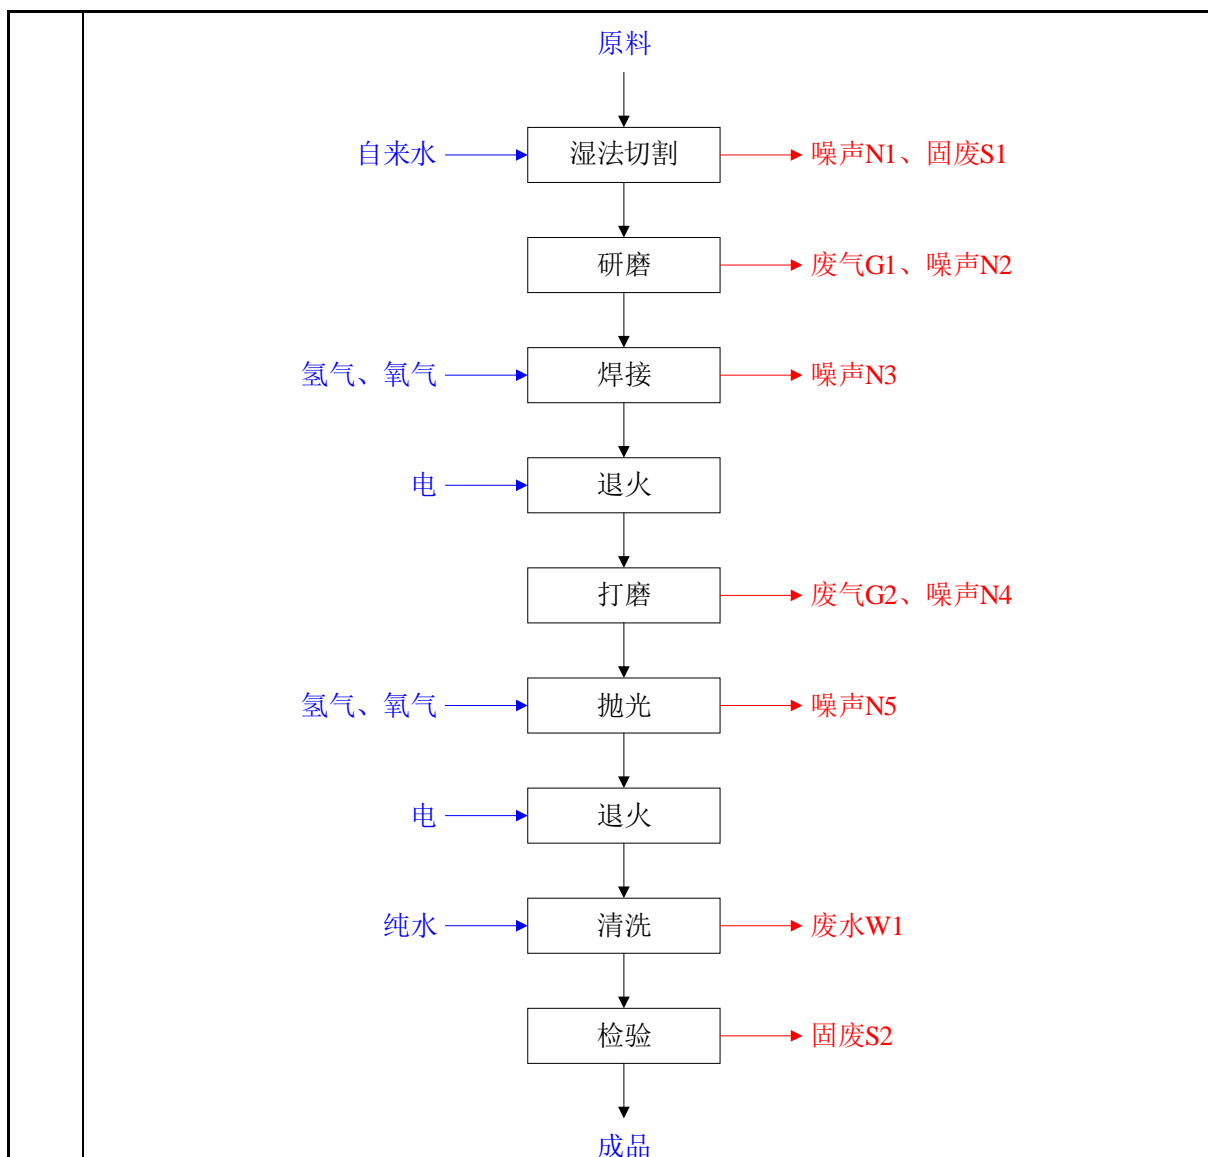 原料
自来水 湿法切割 噪声N1、固废S1
研磨 废气G1、噪声N2
氢气、氧气 焊接 噪声N3
电 退火
打磨 废气G2、噪声N4
氢气、氧气 抛光 噪声N5
电 退火
纯水 清洗 废水W1
检验 固废S2
成品